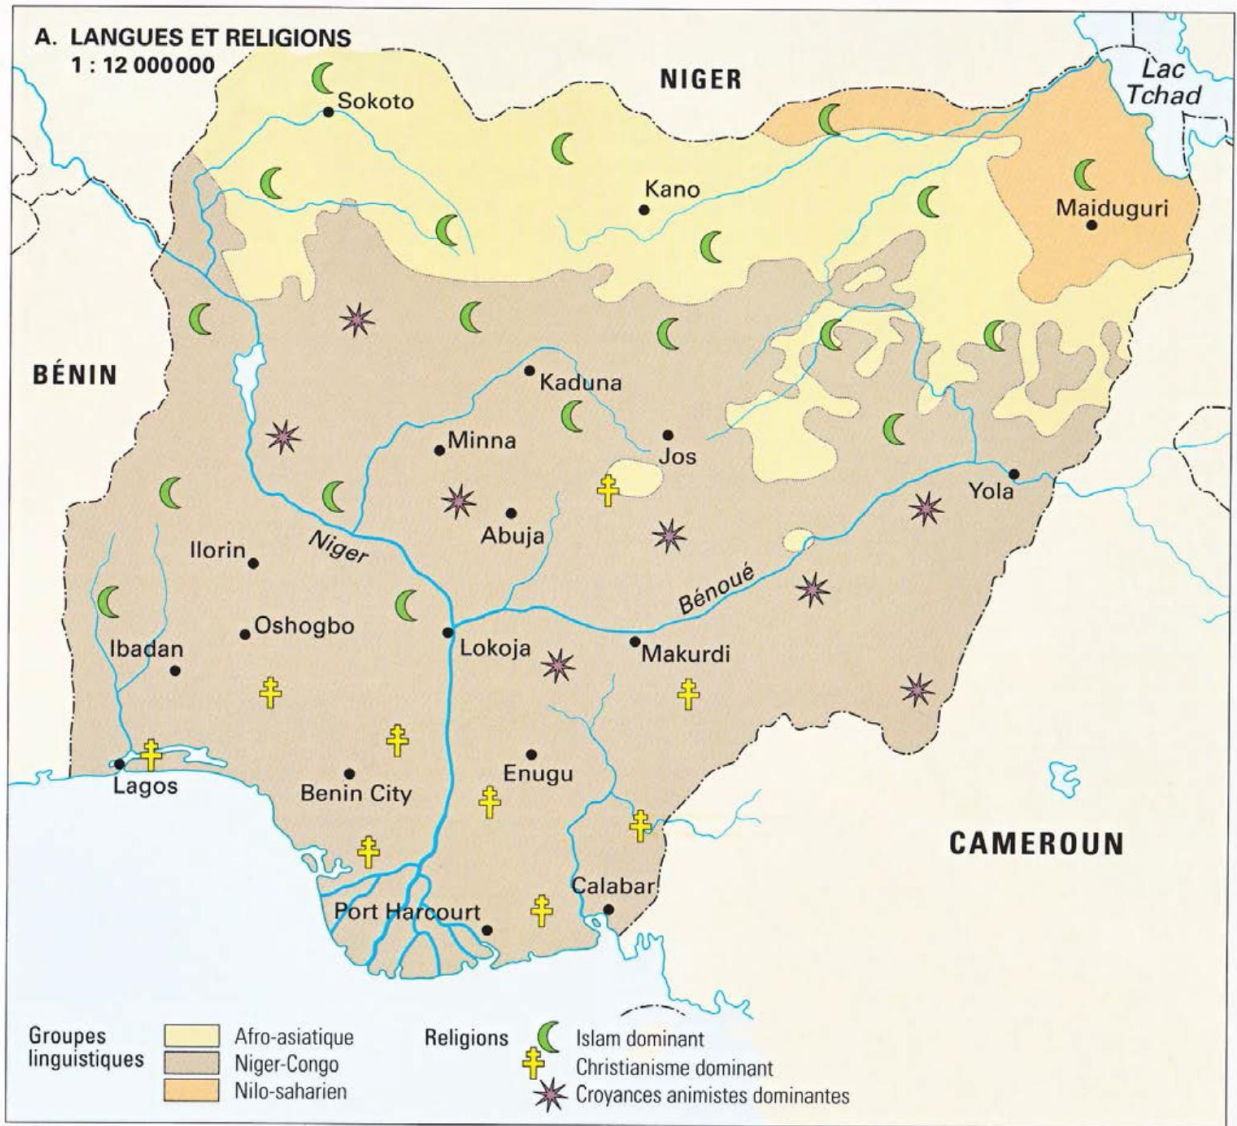 A. LANGUES ET RELIGIONS
1 : 12 000 000
NIGER
Lac
Tchad
Sokoto
Kano
Maiduguri
BÉNIN
Kaduna
Minna
Jos
Yola
Abuja
Niger
Ilorin
Bénoué
Oshogbo
Ibadan
Lokoja
Makurdi
Lagos
Benin City
Enugu
CAMEROUN
Calabar
Port Harcourt
Groupes
linguistiques
Afro-asiatique
Niger-Congo
Nilo-saharien
Religions
Islam dominant
Christianisme dominant
Croyances animistes dominantes